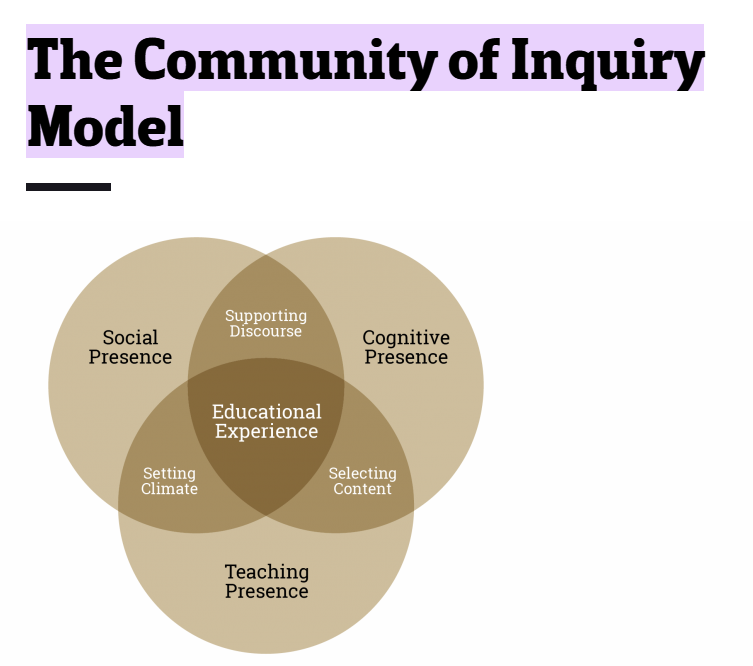 The Community of Inquiry
Model
Supporting
Discourse
Social
Presence
Cognitive
Presence
Educational
Experience
Setting
Climate
Selecting
Content
Teaching
Presence